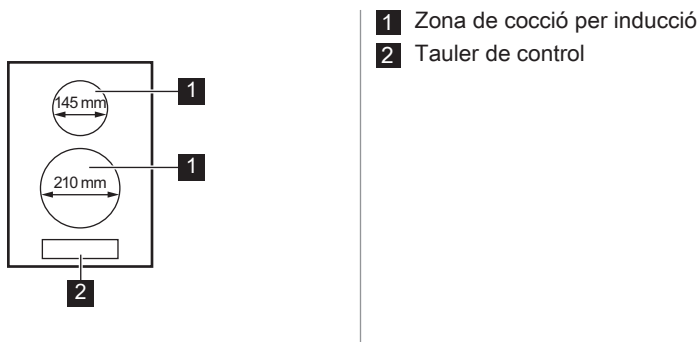 145 mm
1
210 mm
1
2
1 Zona de cocció per inducció
2 Tauler de control